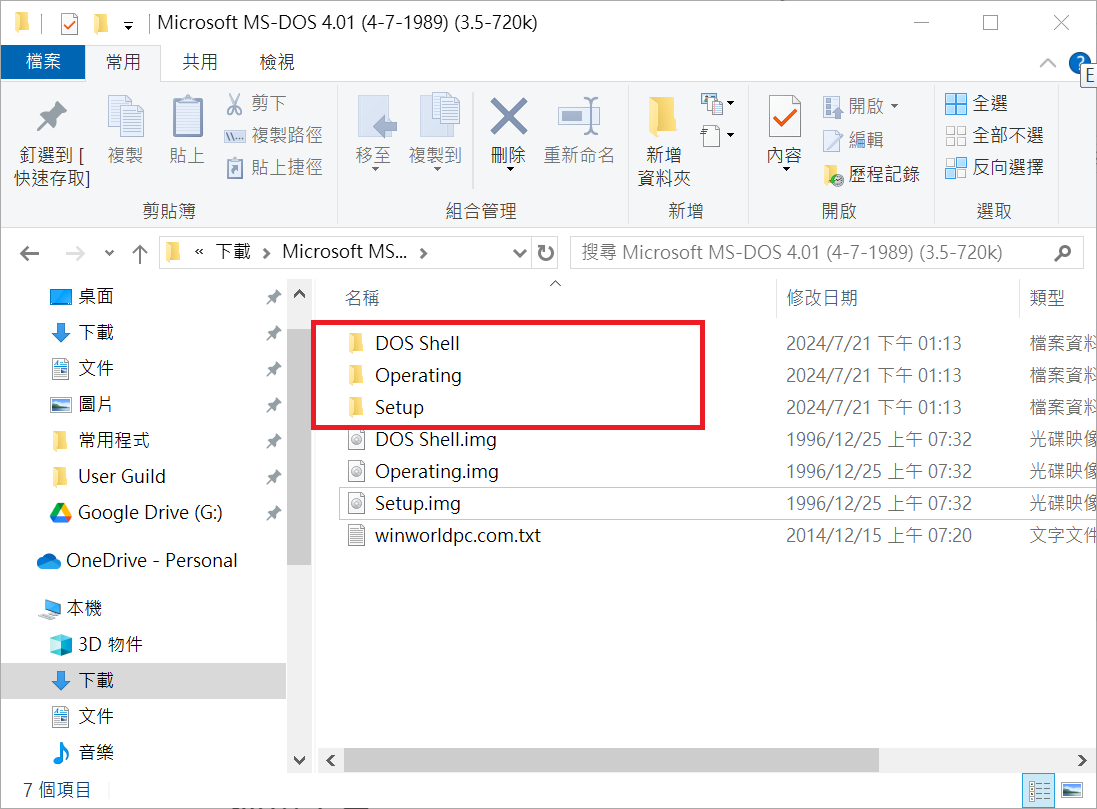 Microsoft MS-DOS 4.01 (4-7-1989) (3.5-720k)
檔案 常用 共用 檢視
E
釘選到 [
快速存取]
複製
貼上
剪下
複製路徑
貼上捷徑
剪貼簿
移至
複製到
刪除
重新命名
組合管理
新增
資料夾
新增
內容
開啟
編輯
歷程記錄
開啟
全選
全部不選
反向選擇
選取
« 下載 › Microsoft MS... ›
搜尋 Microsoft MS-DOS 4.01 (4-7-1989) (3.5-720k)
桌面
下載
文件
圖片
常用程式
User Guild
Google Drive (G:)
OneDrive - Personal
本機
3D 物件
下載
文件
音樂
名稱 修改日期 類型
DOS Shell 2024/7/21 下午 01:13 檔案資料
Operating 2024/7/21 下午 01:13 檔案資料
Setup 2024/7/21 下午 01:13 檔案資料
DOS Shell.img 1996/12/25 上午 07:32 光碟映像
Operating.img 1996/12/25 上午 07:32 光碟映像
Setup.img 1996/12/25 上午 07:32 光碟映像
winworldpc.com.txt 2014/12/15 上午 07:20 文字文件
7 個項目